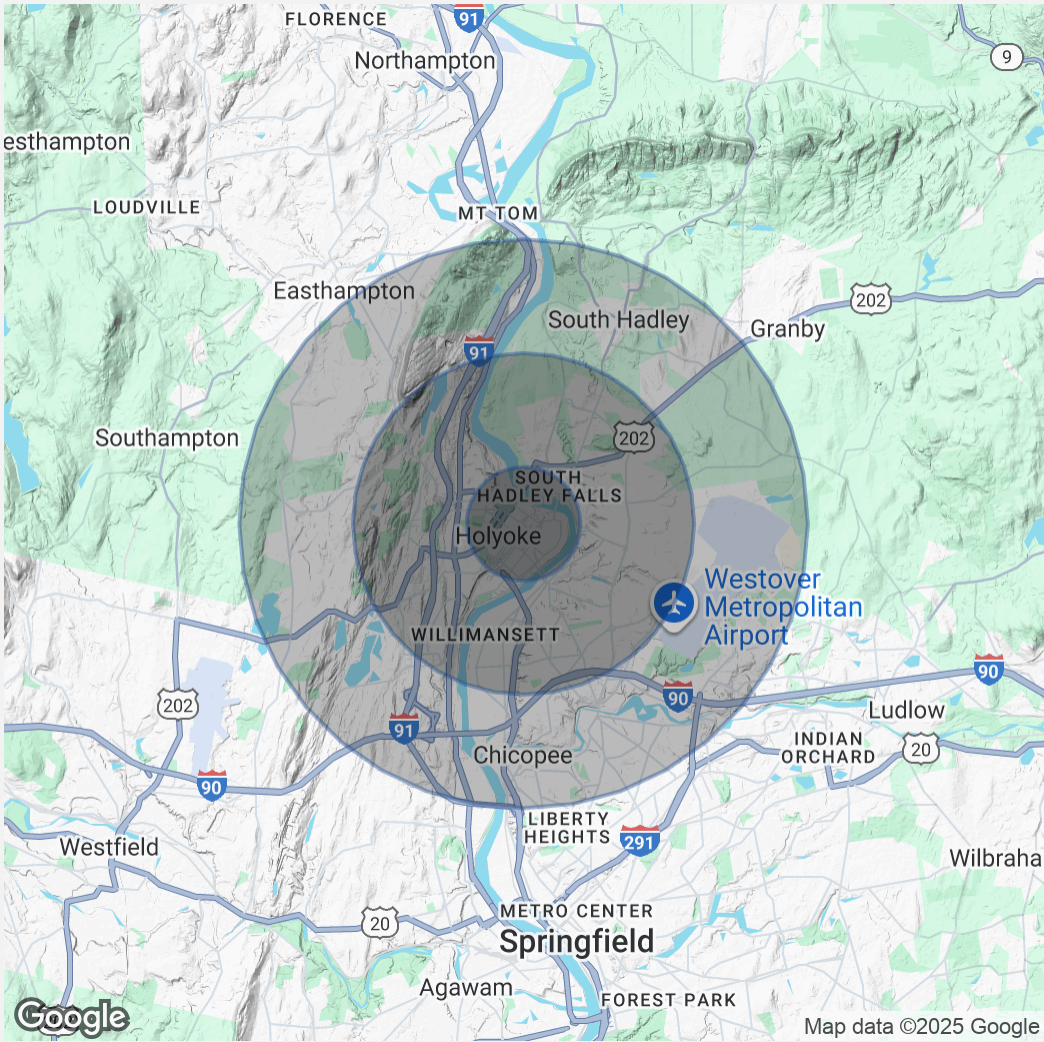 FLORENCE
91
Northampton
9
esthampton
LOUDVILLE
MT TOM
Easthampton
202
South Hadley
Granby
91
Southampton
202
SOUTH
HADLEY FALLS
Holyoke
Westover
Metropolitan
Airport
WILLIMANSETT
90
90
202
Ludlow
91
INDIAN
ORCHARD
20
Chicopee
90
LIBERTY
HEIGHTS
291
Westfield
Wilbraha
METRO CENTER
20
Springfield
Agawam
FOREST PARK
Google
Map data ©2025 Google